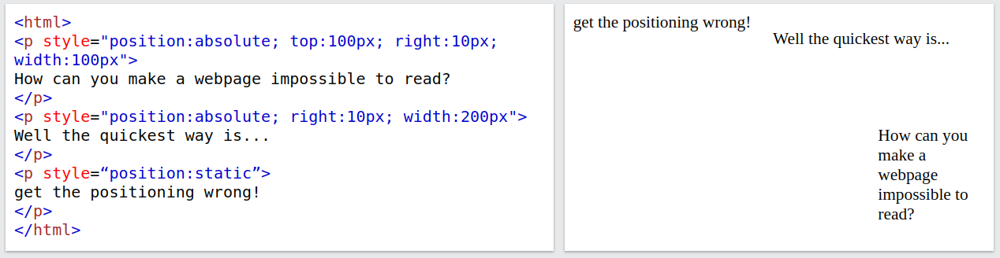 <html>
<p style="position:absolute; top:100px; right:10px;
width:100px">
How can you make a webpage impossible to read?
</p>
<p style="position:absolute; right:10px; width:200px">
Well the quickest way is...
</p>
<p style=“position:static”>
get the positioning wrong!
</p>
</html>
get the positioning wrong!
Well the quickest way is...
How can you
make a
webpage
impossible to
read?